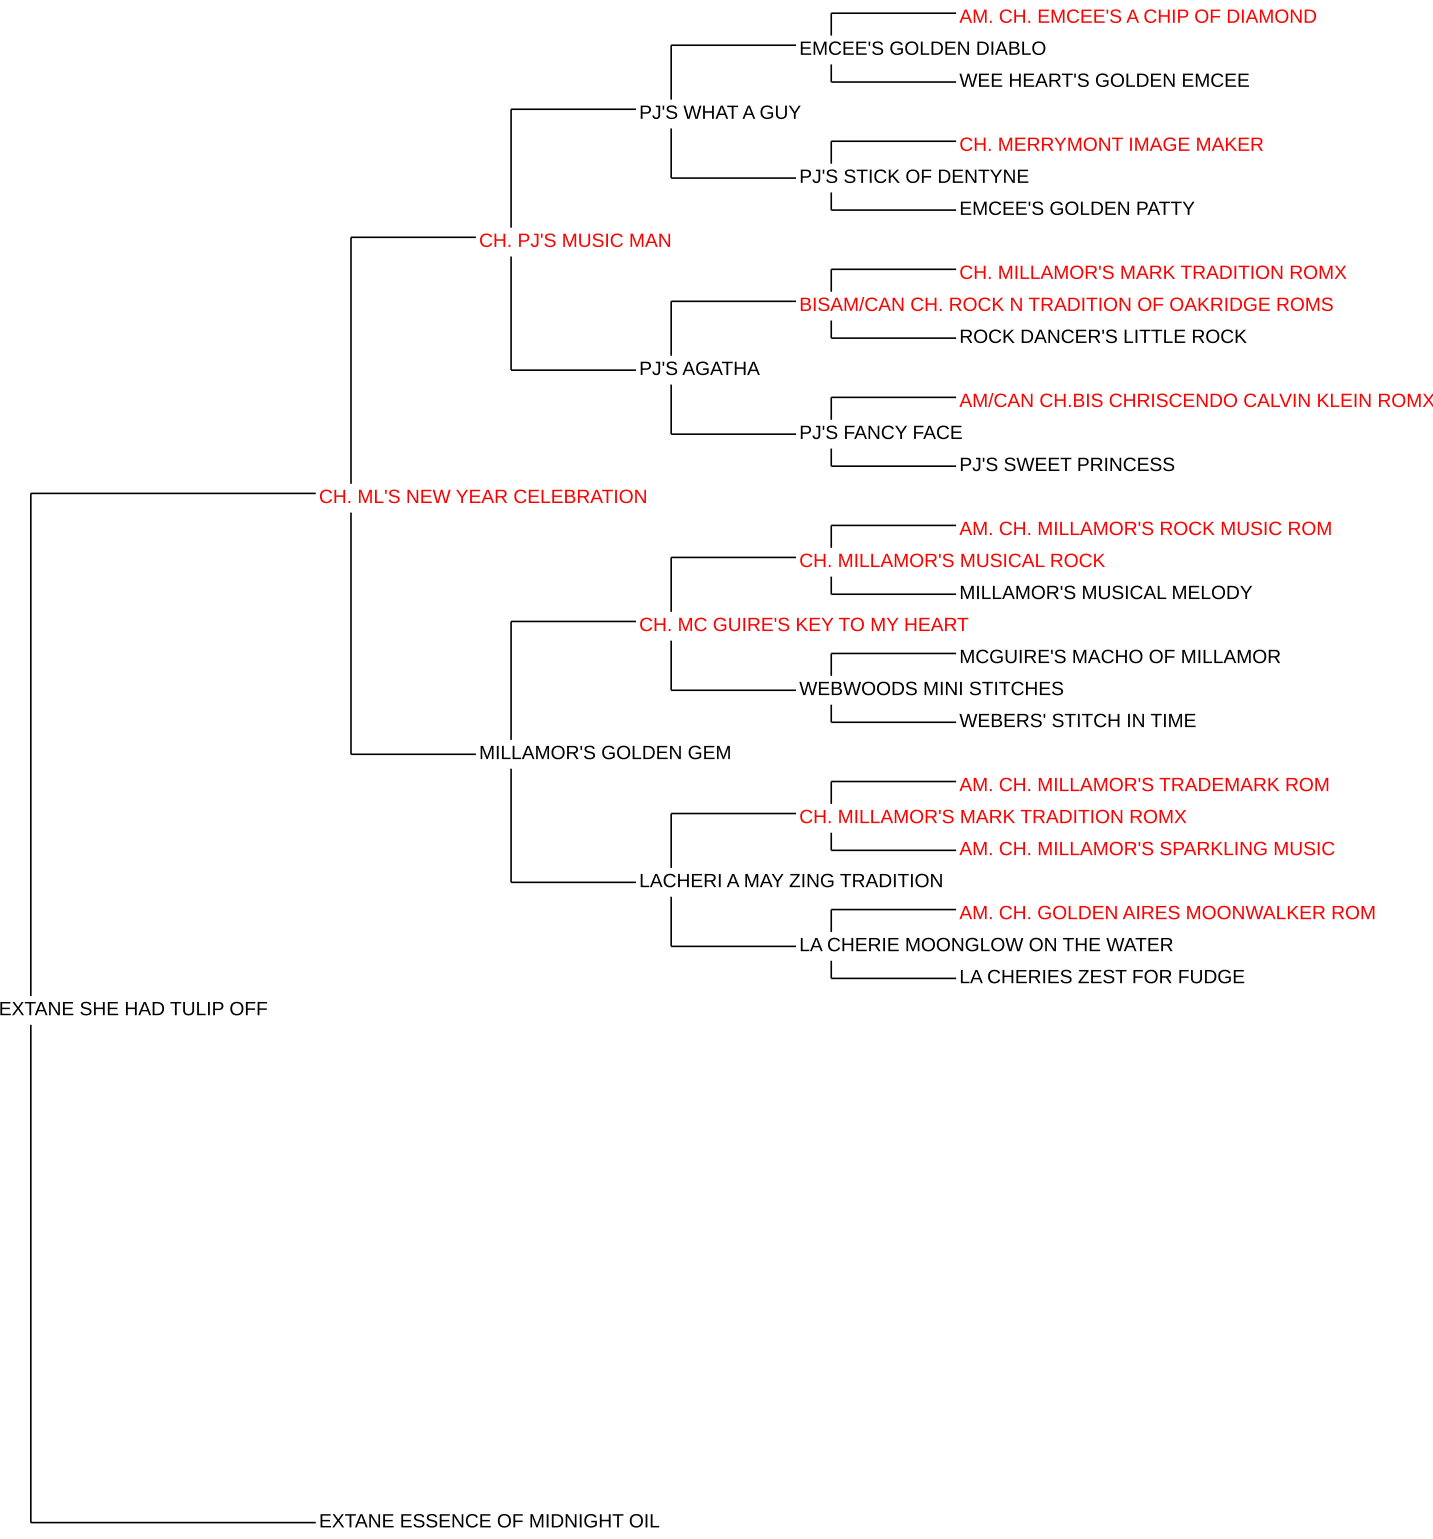 AM. CH. EMCEE'S A CHIP OF DIAMOND
EMCEE'S GOLDEN DIABLO
WEE HEART'S GOLDEN EMCEE
PJ'S WHAT A GUY
CH. MERRYMONT IMAGE MAKER
PJ'S STICK OF DENTYNE
EMCEE'S GOLDEN PATTY
CH. PJ'S MUSIC MAN
CH. MILLAMOR'S MARK TRADITION ROMX
BISAM/CAN CH. ROCK N TRADITION OF OAKRIDGE ROMS
ROCK DANCER'S LITTLE ROCK
PJ'S AGATHA
AM/CAN CH.BIS CHRISCENDO CALVIN KLEIN ROMX
PJ'S FANCY FACE
PJ'S SWEET PRINCESS
CH. ML'S NEW YEAR CELEBRATION
AM. CH. MILLAMOR'S ROCK MUSIC ROM
CH. MILLAMOR'S MUSICAL ROCK
MILLAMOR'S MUSICAL MELODY
CH. MC GUIRE'S KEY TO MY HEART
MCGUIRE'S MACHO OF MILLAMOR
WEBWOODS MINI STITCHES
WEBERS' STITCH IN TIME
MILLAMOR'S GOLDEN GEM
AM. CH. MILLAMOR'S TRADEMARK ROM
CH. MILLAMOR'S MARK TRADITION ROMX
AM. CH. MILLAMOR'S SPARKLING MUSIC
LACHERI A MAY ZING TRADITION
AM. CH. GOLDEN AIRES MOONWALKER ROM
LA CHERIE MOONGLOW ON THE WATER
LA CHERIES ZEST FOR FUDGE
EXTANE SHE HAD TULIP OFF
EXTANE ESSENCE OF MIDNIGHT OIL